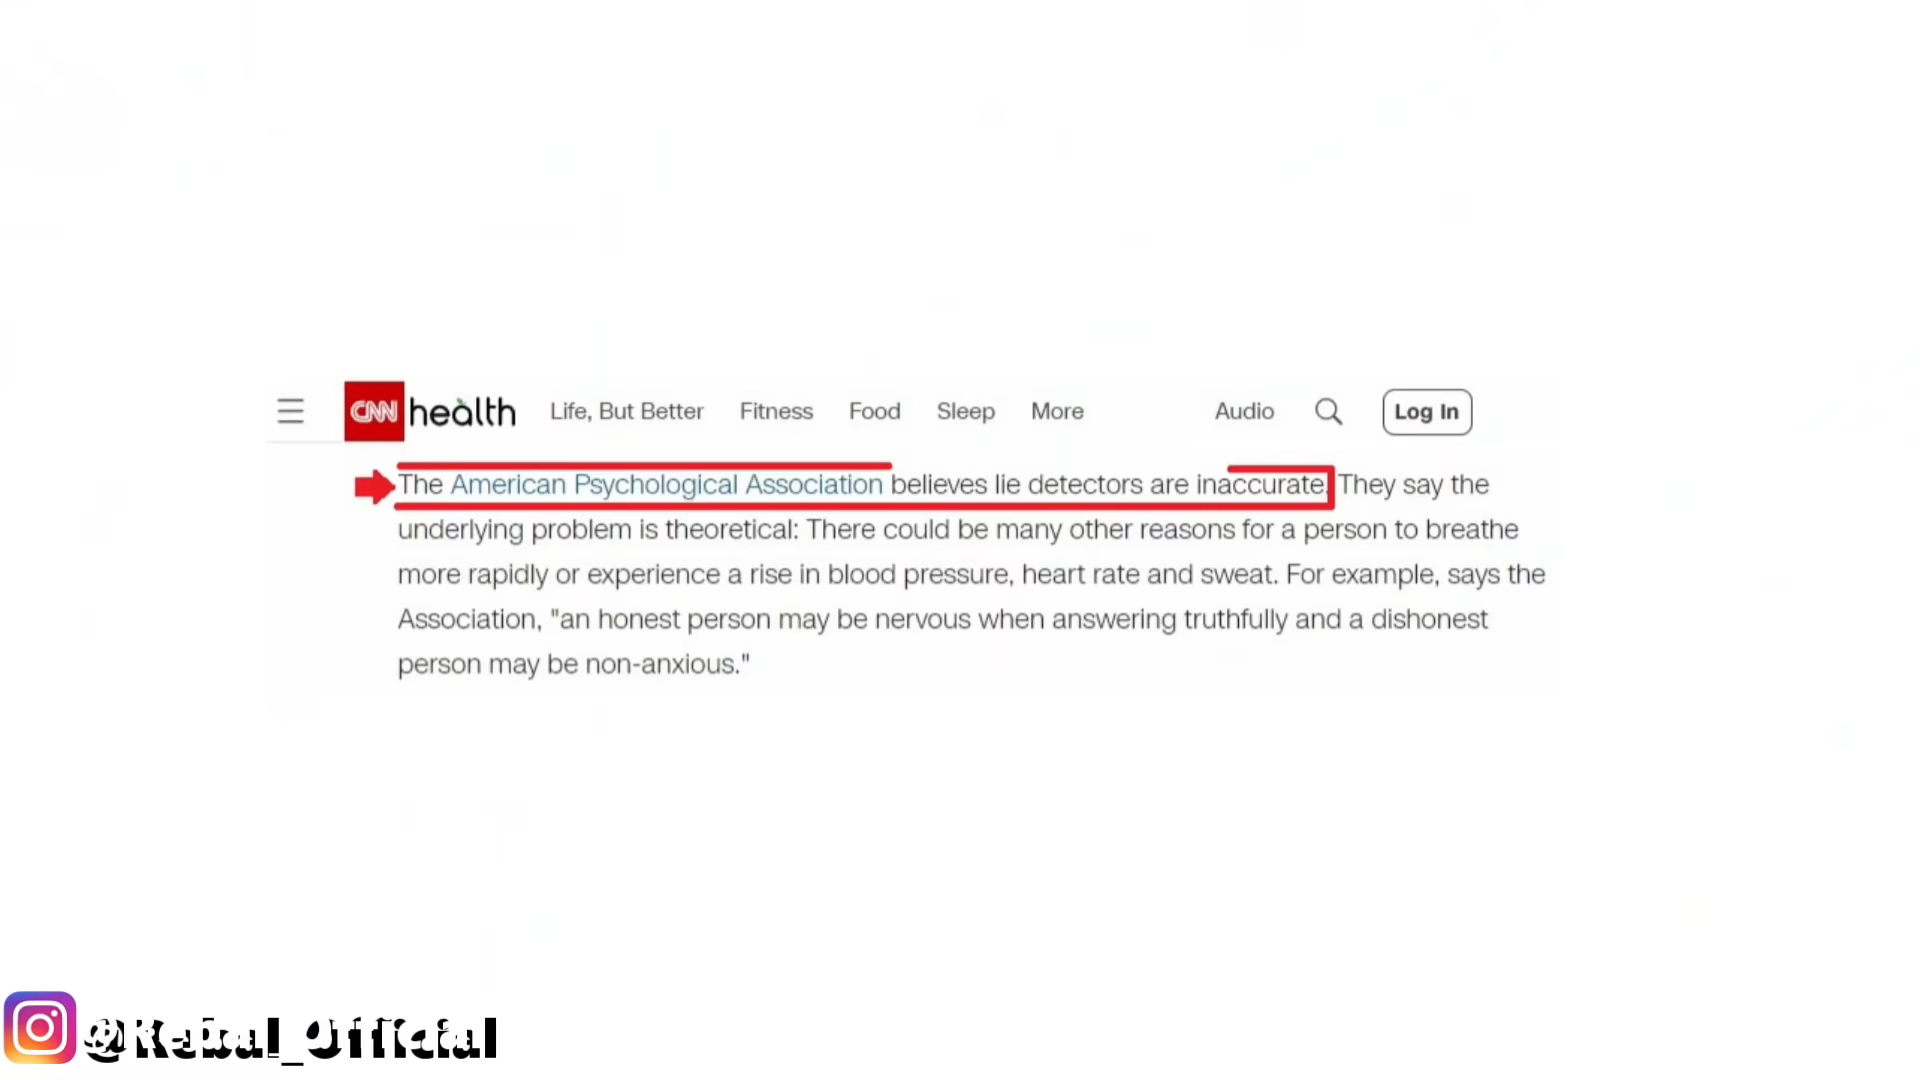 CNN health Life, But Better Fitness Food Sleep More Audio Log In
The American Psychological Association believes lie detectors are inaccurate. They say the
underlying problem is theoretical: There could be many other reasons for a person to breathe
more rapidly or experience a rise in blood pressure, heart rate and sweat. For example, says the
Association, "an honest person may be nervous when answering truthfully and a dishonest
person may be non-anxious."
@Rebal_Official